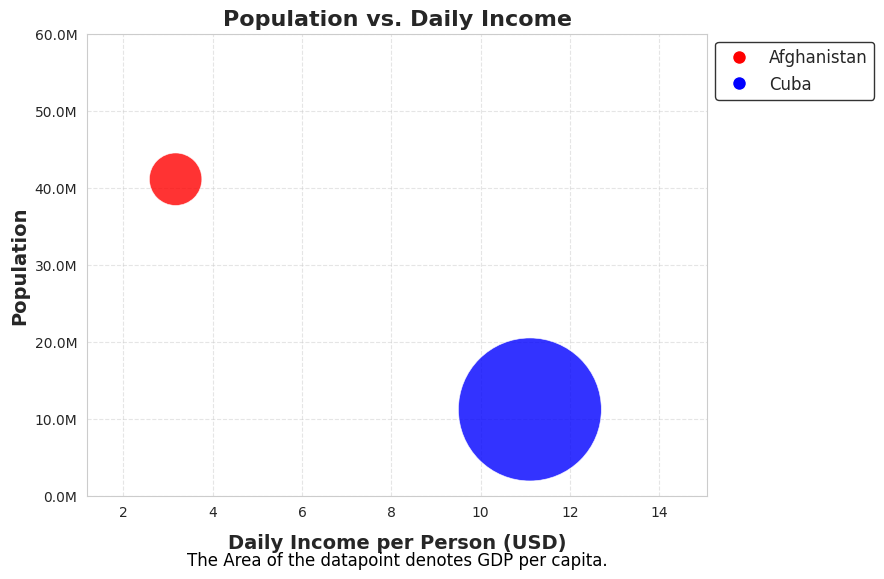 Population vs. Daily Income
60.0M
50.0M
40.0M
30.0M
20.0M
10.0M
0.0M
Population
2 4 6 8 10 12 14
Daily Income per Person (USD)
The Area of the datapoint denotes GDP per capita.
Afghanistan
Cuba